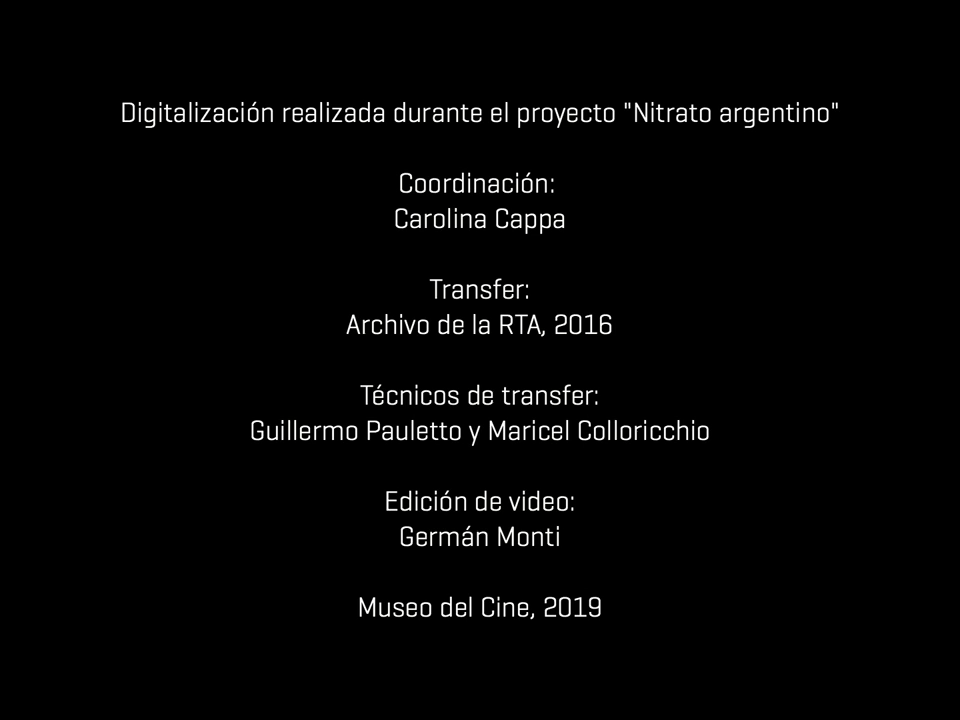 Digitalización realizada durante el proyecto "Nitrato argentino"
Coordinación:
Carolina Cappa
Transfer:
Archivo de la RTA, 2016
Técnicos de transfer:
Guillermo Pauletto y Maricel Colloricchio
Edición de video:
Germán Monti
Museo del Cine, 2019